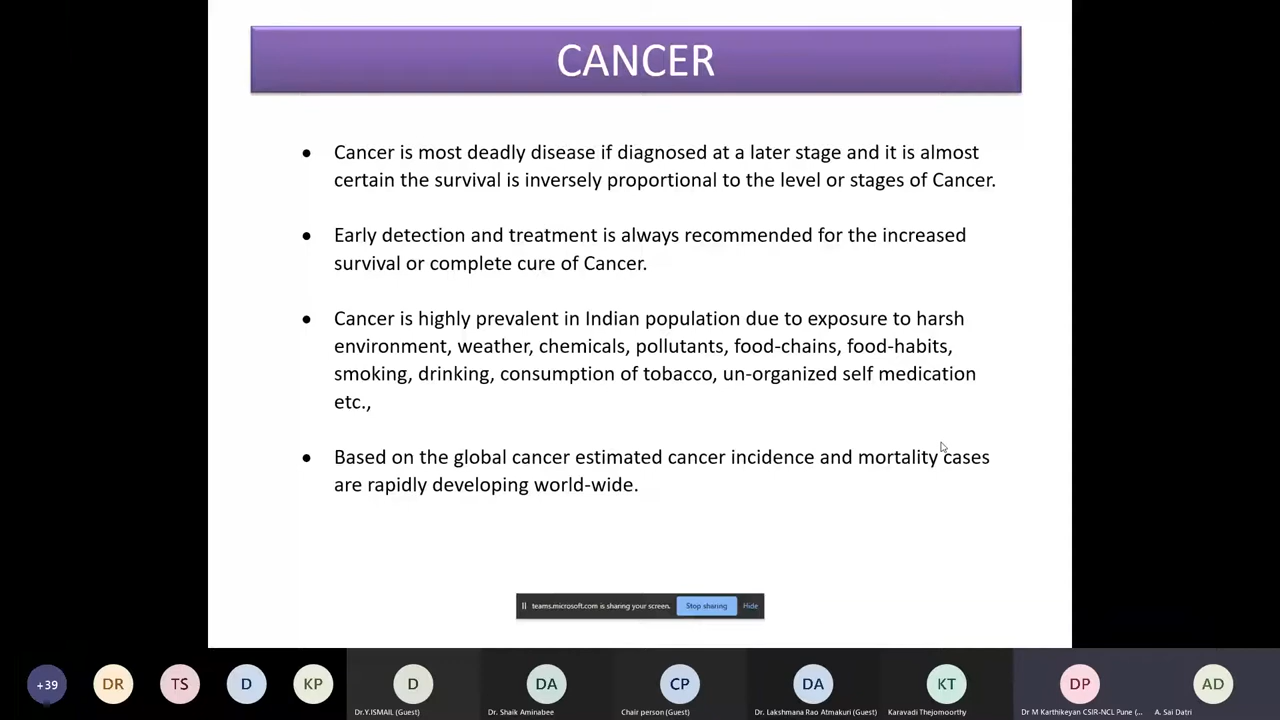 CANCER
• Cancer is most deadly disease if diagnosed at a later stage and it is almost
certain the survival is inversely proportional to the level or stages of Cancer.
• Early detection and treatment is always recommended for the increased
survival or complete cure of Cancer.
• Cancer is highly prevalent in Indian population due to exposure to harsh
environment, weather, chemicals, pollutants, food-chains, food-habits,
smoking, drinking, consumption of tobacco, un-organized self medication
etc.,
• Based on the global cancer estimated cancer incidence and mortality cases
are rapidly developing world-wide.
teams.microsoft.com is sharing your screen. Stop sharing Hide
+39 DR TS D KP D DA CP DA KT DP AD
Dr.Y.ISMAIL (Guest) Dr. Shaik Aminabee Chair person (Guest) Dr. Lakshmana Rao Atmakuri (Guest) Karavadi Thejomoorthy Dr M Karthikeyan CSIR-NCL Pune (... A. Sai Datri